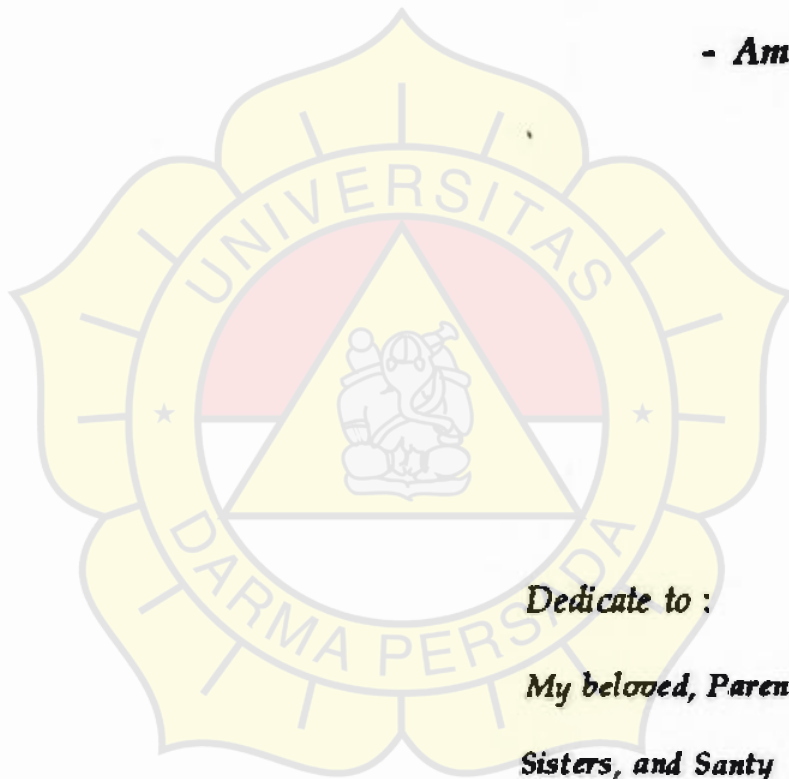 - Am
UNIVERSITAS
DARMA PERSADA
Dedicate to :
My beloved, Paren
Sisters, and Santy